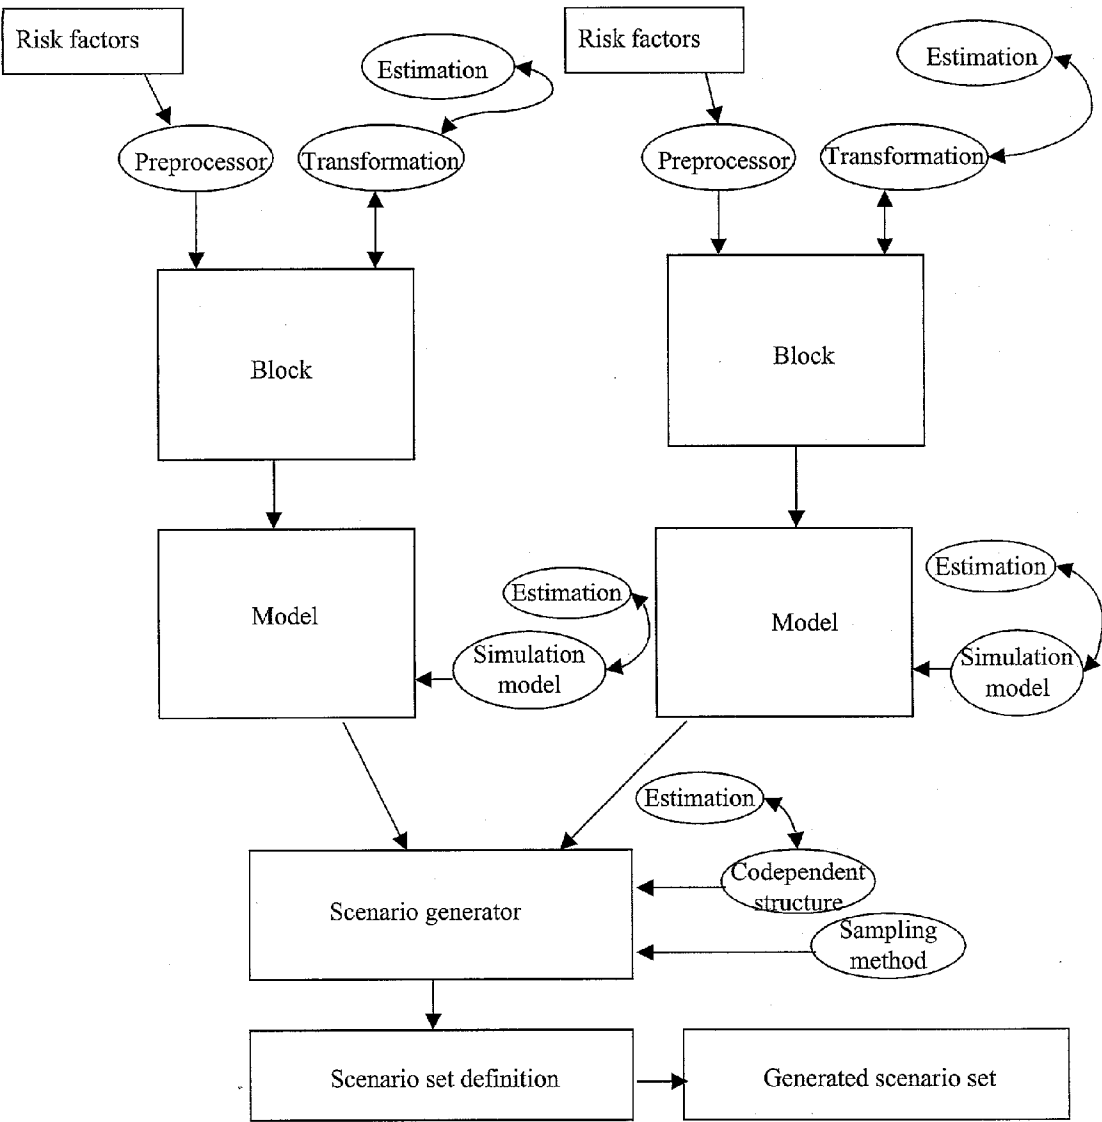 Risk factors
Risk factors
Estimation
Estimation
Preprocessor
Transformation
Preprocessor
Transformation
Block
Block
Model
Estimation
Simulation
model
Model
Estimation
Simulation
model
Estimation
Codependent
structure
Scenario generator
Sampling
method
Scenario set definition
Generated scenario set